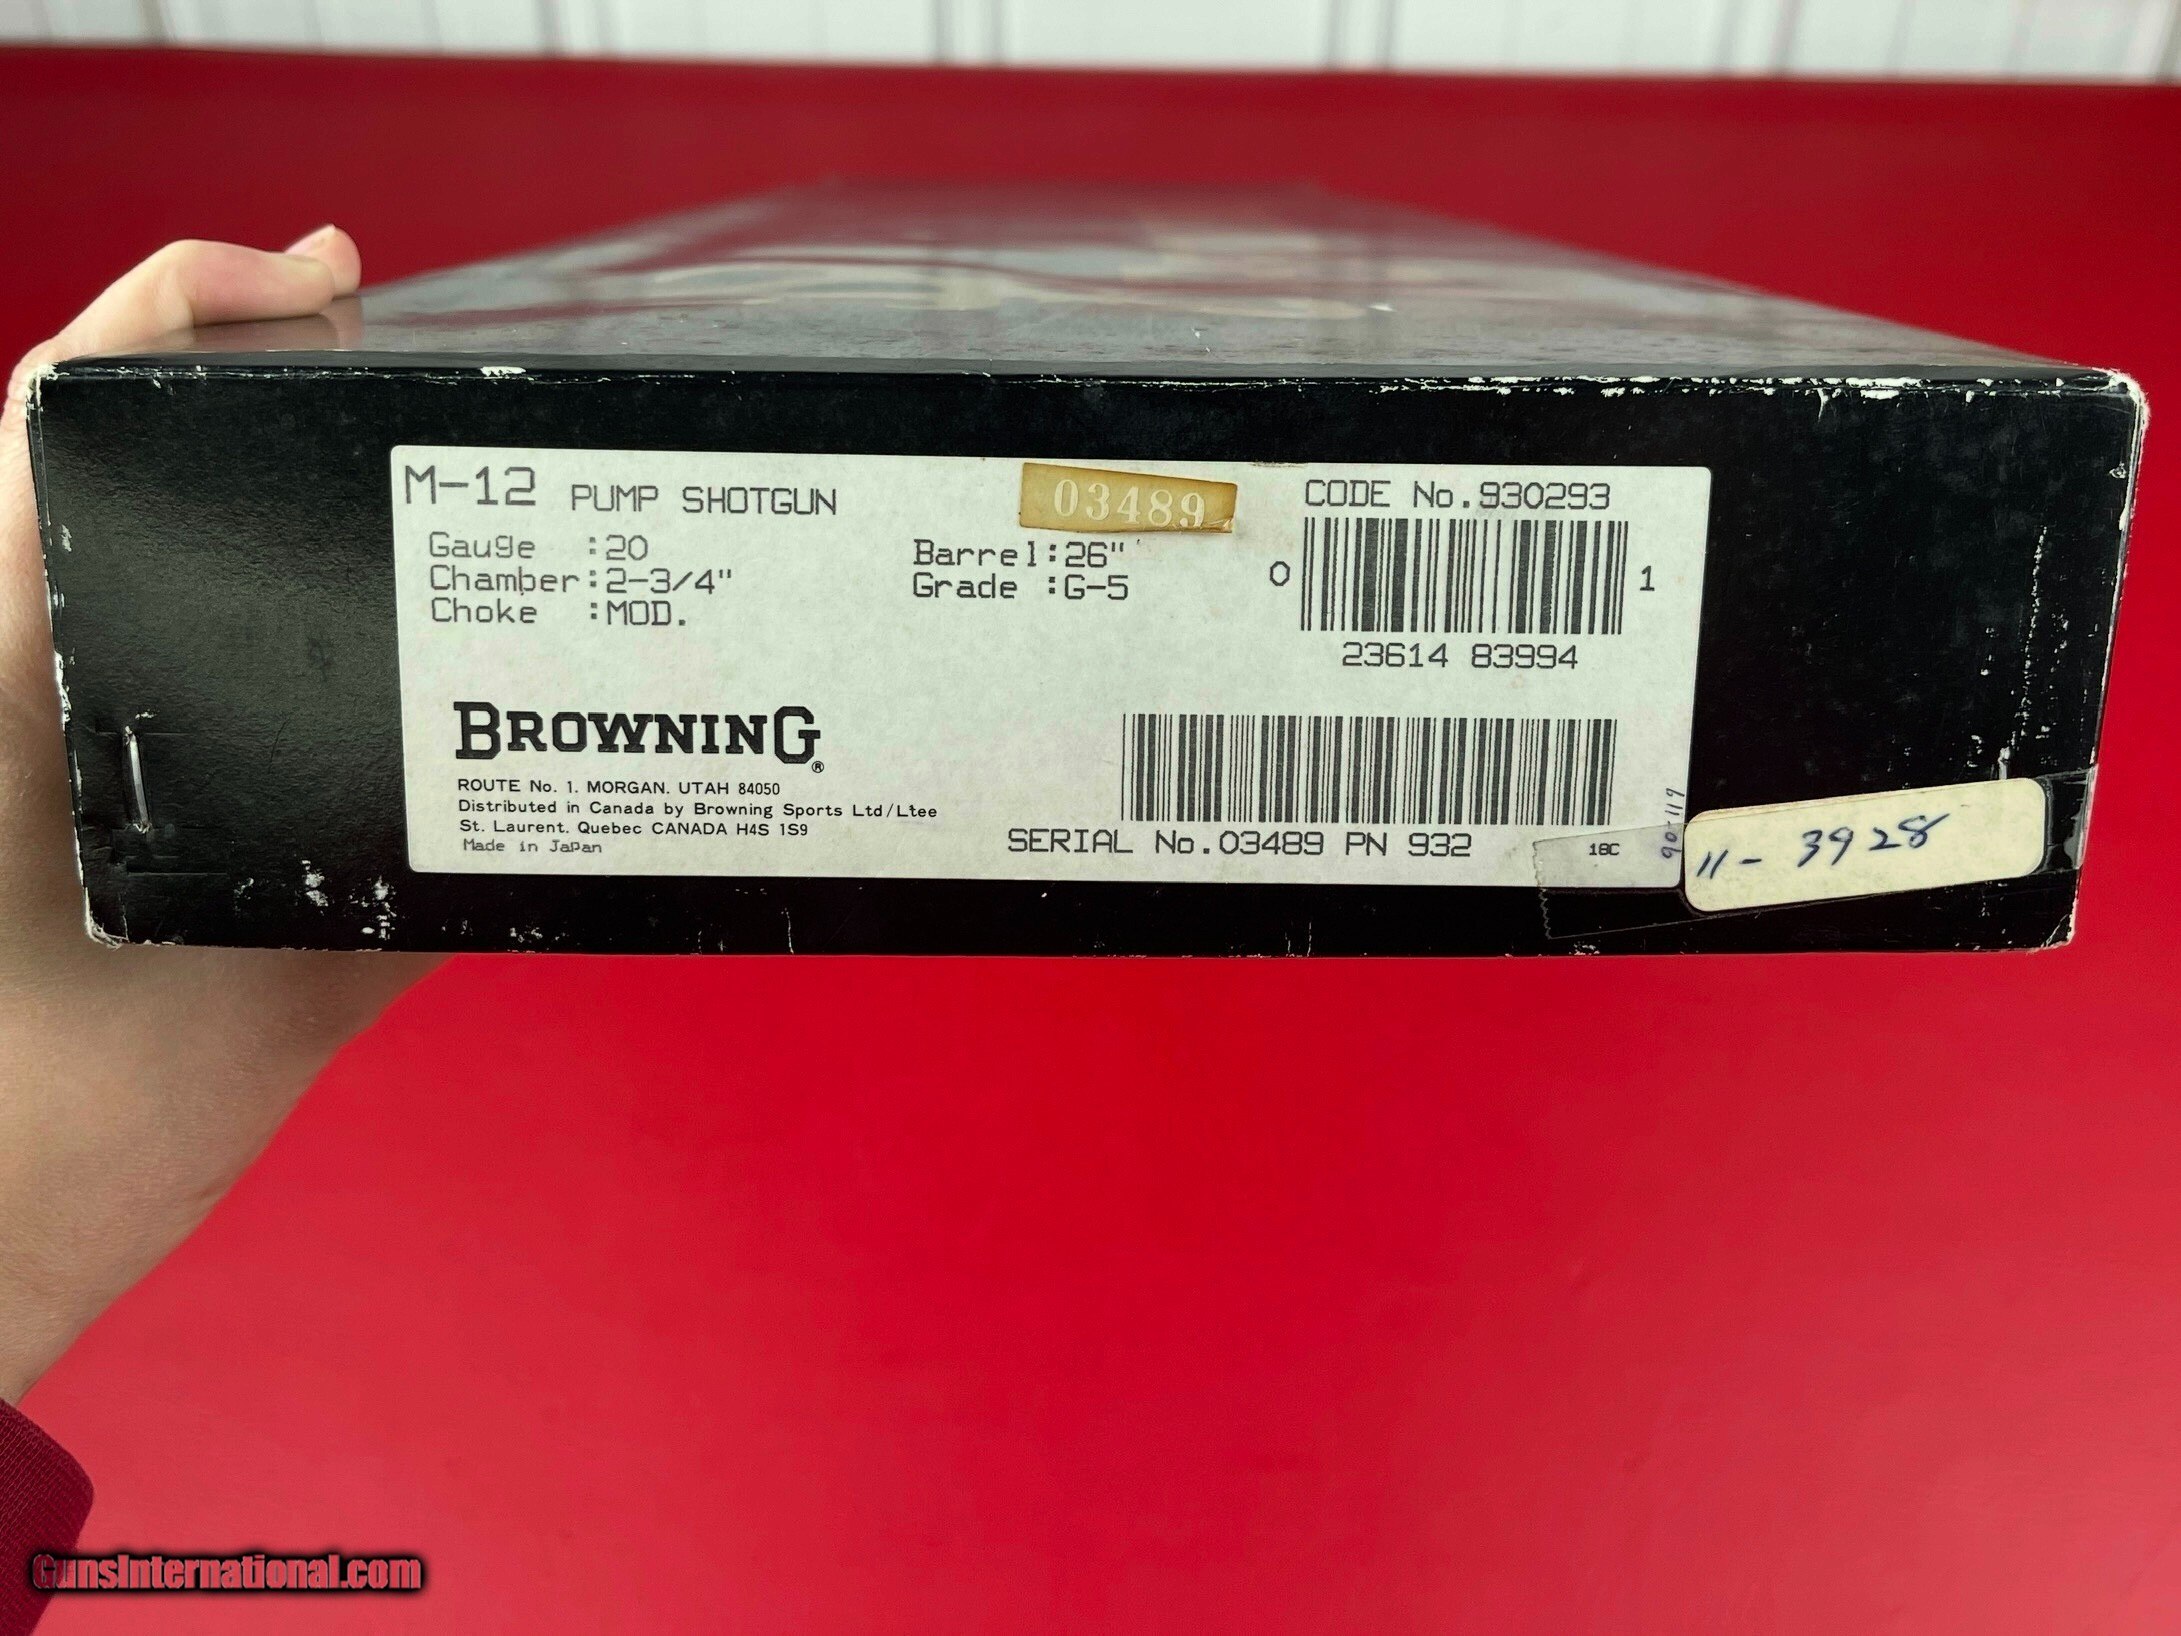 M-12 PUMP SHOTGUN
03489
CODE No.930293
Gauge :20
Chamber:2-3/4"
Choke :MOD.
Barrel:26"
Grade :G-5
0 1
23614 83994
BROWNING®
ROUTE No. 1. MORGAN. UTAH 84050
Distributed in Canada by Browning Sports Ltd/Ltee
St. Laurent. Quebec CANADA H4S 1S9
Made in Japan
SERIAL No.03489 PN 932
18C
90-119
11-3928
GunsInternational.com